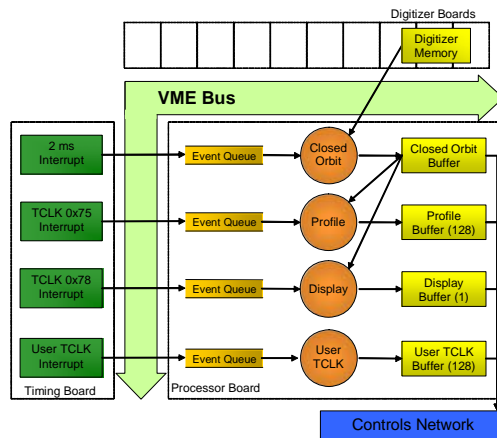 Digitizer Boards
Digitizer
Memory
VME Bus
2 ms
Interrupt
Event Queue
Closed
Orbit
Closed Orbit
Buffer
TCLK 0x75
Interrupt
Event Queue
Profile
Profile
Buffer (128)
TCLK 0x78
Interrupt
Event Queue
Display
Display
Buffer (1)
User TCLK
Interrupt
Event Queue
User
TCLK
User TCLK
Buffer (128)
Timing Board
Processor Board
Controls Network